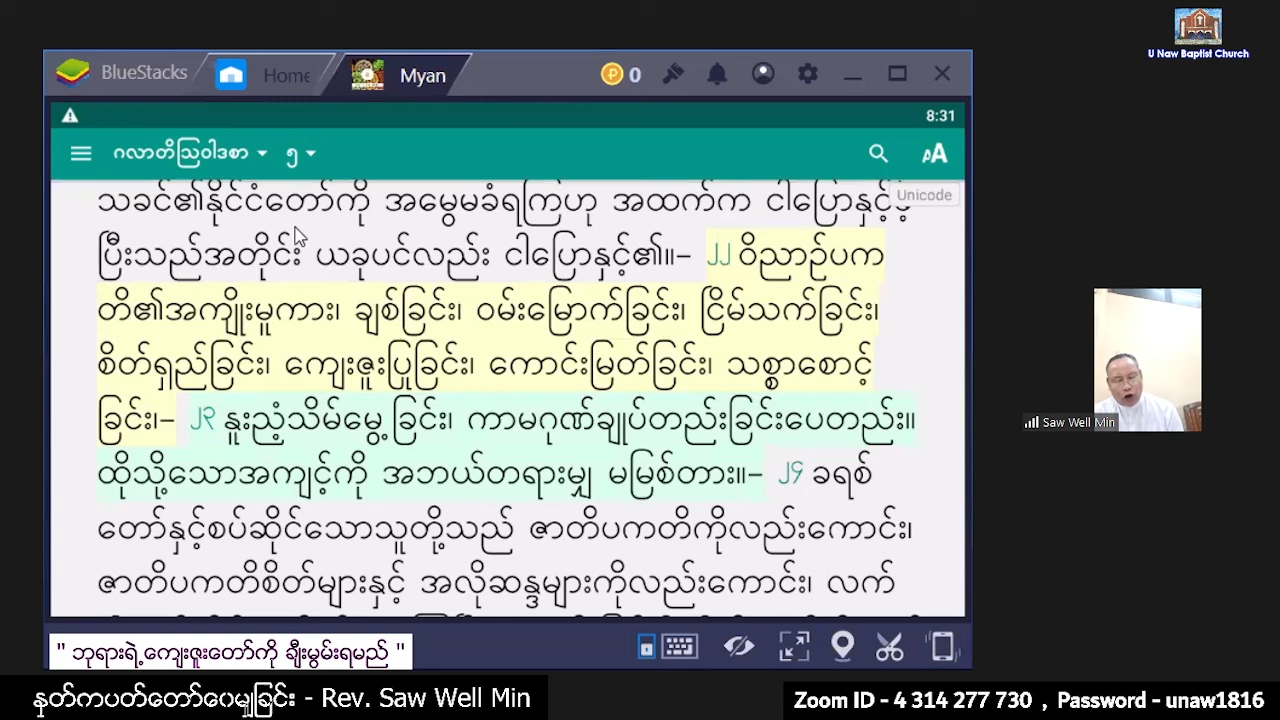 U Naw Baptist Church
BlueStacks
Home
Myan
0
8:31
ဂလာတိဩဝါဒစာ ၅
AA
Unicode
သခင်၏နိုင်ငံတော်ကို အမွေမခံရကြဟု အထက်က ငါပြောနှင့်
ပြီးသည်အတိုင်း ယခုပင်လည်း ငါပြောနှင့်၏။– ၂၂ ဝိညာဉ်ပက
တိ၏အကျိုးမူကား၊ ချစ်ခြင်း၊ ဝမ်းမြောက်ခြင်း၊ ငြိမ်သက်ခြင်း၊
စိတ်ရှည်ခြင်း၊ ကျေးဇူးပြုခြင်း၊ ကောင်းမြတ်ခြင်း၊ သစ္စာစောင့်
ခြင်း၊– ၂၃ နူးညံ့သိမ်မွေ့ခြင်း၊ ကာမဂုဏ်ချုပ်တည်းခြင်းပေတည်း။
ထိုသို့သောအကျင့်ကို အဘယ်တရားမျှ မမြစ်တား။– ၂၄ ခရစ်
တော်နှင့်စပ်ဆိုင်သောသူတို့သည် ဇာတိပကတိကိုလည်းကောင်း၊
ဇာတိပကတိစိတ်များနှင့် အလိုဆန္ဒများကိုလည်းကောင်း၊ လက်
Saw Well Min
" ဘုရားရဲ့ကျေးဇူးတော်ကို ချီးမွမ်းရမည် "
နှုတ်ကပတ်တော်ဝေမျှခြင်း - Rev. Saw Well Min
Zoom ID - 4 314 277 730 , Password - unaw1816